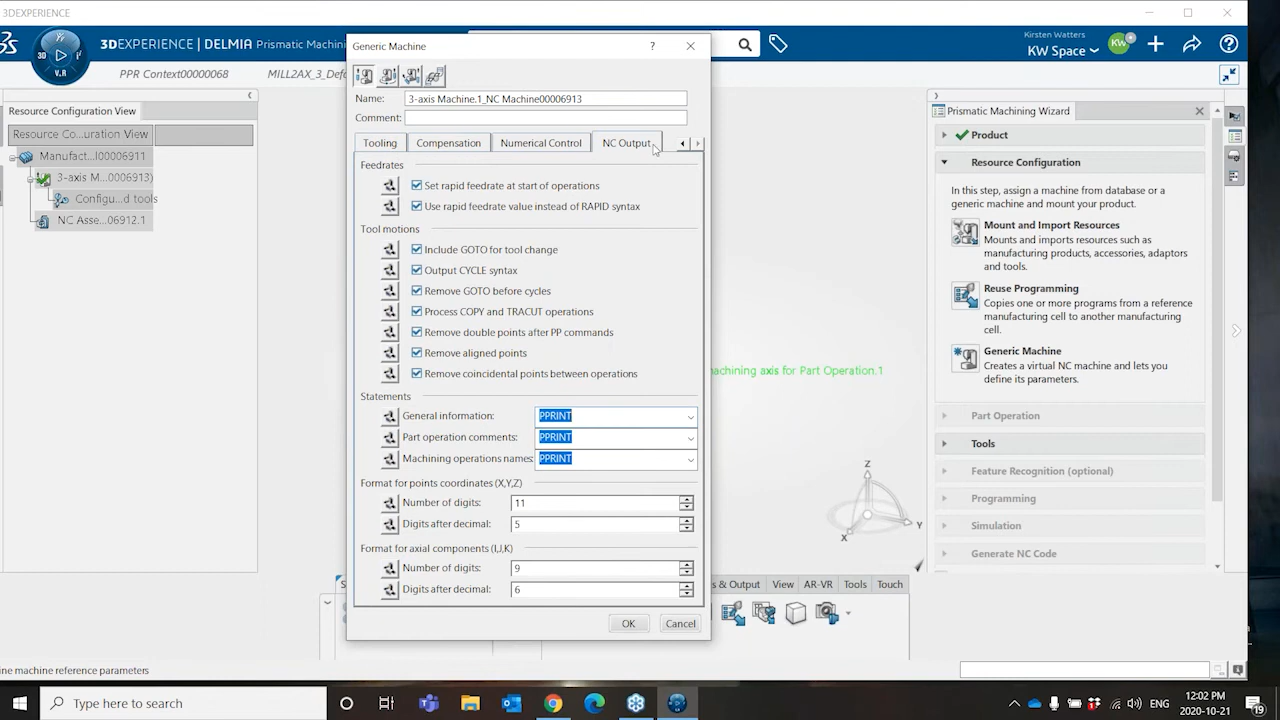 3DEXPERIENCE
3D
V.R
3DEXPERIENCE | DELMIA Prismatic Machini
Kirsten Watters
KW Space
KW
PPR Context00000068
MILL2AX_3_Defa
Resource Configuration View
Resource Co...uration View
Manufact...l00006911
3-axis M...0006913)
Configu...d tools
NC Asse...06912.1
Generic Machine
?
Name:
3-axis Machine.1_NC Machine00006913
Comment:
Tooling
Compensation
Numerical Control
NC Output
Feedrates
Set rapid feedrate at start of operations
Use rapid feedrate value instead of RAPID syntax
Tool motions
Include GOTO for tool change
Output CYCLE syntax
Remove GOTO before cycles
Process COPY and TRACUT operations
Remove double points after PP commands
Remove aligned points
Remove coincidental points between operations
Statements
General information:
PPRINT
Part operation comments:
PPRINT
Machining operations names:
PPRINT
Format for points coordinates (X,Y,Z)
Number of digits:
11
Digits after decimal:
5
Format for axial components (I,J,K)
Number of digits:
9
Digits after decimal:
6
OK
Cancel
achining axis for Part Operation.1
Z
Y
X
Prismatic Machining Wizard
Product
Resource Configuration
In this step, assign a machine from database or a
generic machine and mount your product.
Mount and Import Resources
Mounts and imports resources such as
manufacturing products, accessories, adaptors
and tools.
Reuse Programming
Copies one or more programs from a reference
manufacturing cell to another manufacturing
cell.
Generic Machine
Creates a virtual NC machine and lets you
define its parameters.
Part Operation
Tools
Feature Recognition (optional)
Programming
Simulation
Generate NC Code
S
s & Output
View
AR-VR
Tools
Touch
ine machine reference parameters
Type here to search
ENG
12:02 PM
2020-10-21
19